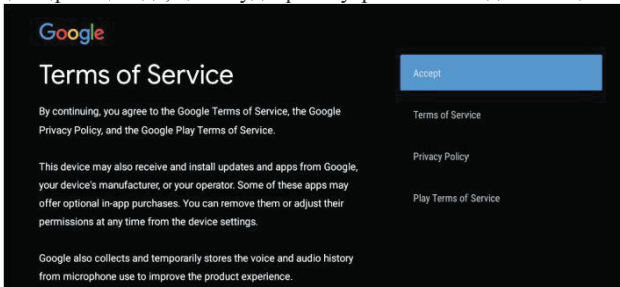 Google
Terms of Service
By continuing, you agree to the Google Terms of Service, the Google
Privacy Policy, and the Google Play Terms of Service.
This device may also receive and install updates and apps from Google,
your device's manufacturer, or your operator. Some of these apps may
offer optional in-app purchases. You can remove them or adjust their
permissions at any time from the device settings.
Google also collects and temporarily stores the voice and audio history
from microphone use to improve the product experience.
Accept
Terms of Service
Privacy Policy
Play Terms of Service